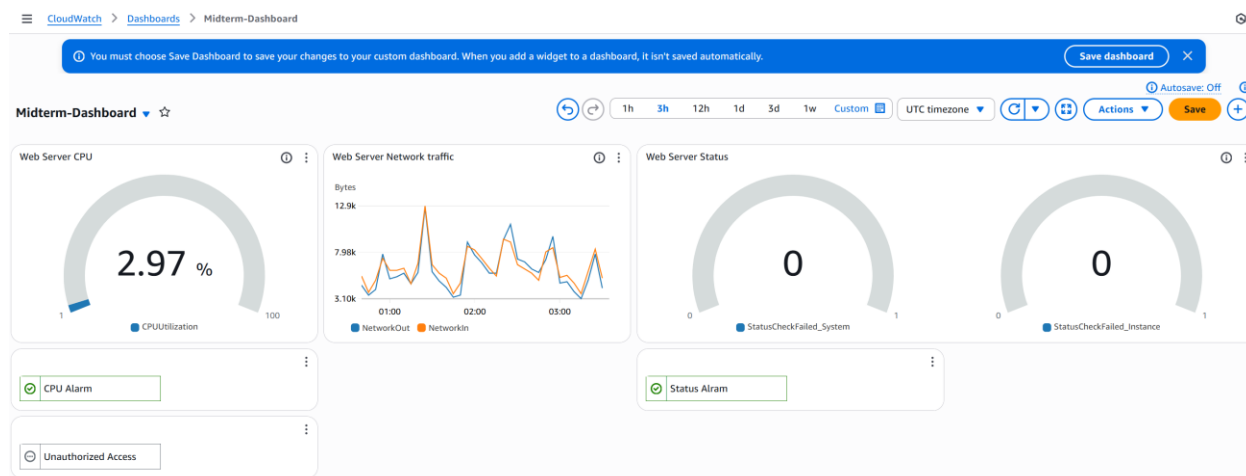 CloudWatch > Dashboards > Midterm-Dashboard
You must choose Save Dashboard to save your changes to your custom dashboard. When you add a widget to a dashboard, it isn't saved automatically.
Save dashboard
Autosave: Off
Midterm-Dashboard
1h 3h 12h 1d 3d 1w Custom
UTC timezone
Actions
Save
Web Server CPU
2.97 %
1 100
CPUUtilization
Web Server Network traffic
Bytes
12.9k
7.98k
3.10k
01:00 02:00 03:00
NetworkOut NetworkIn
Web Server Status
0
0 1
StatusCheckFailed_System
0
0 1
StatusCheckFailed_Instance
CPU Alarm
Status Alram
Unauthorized Access